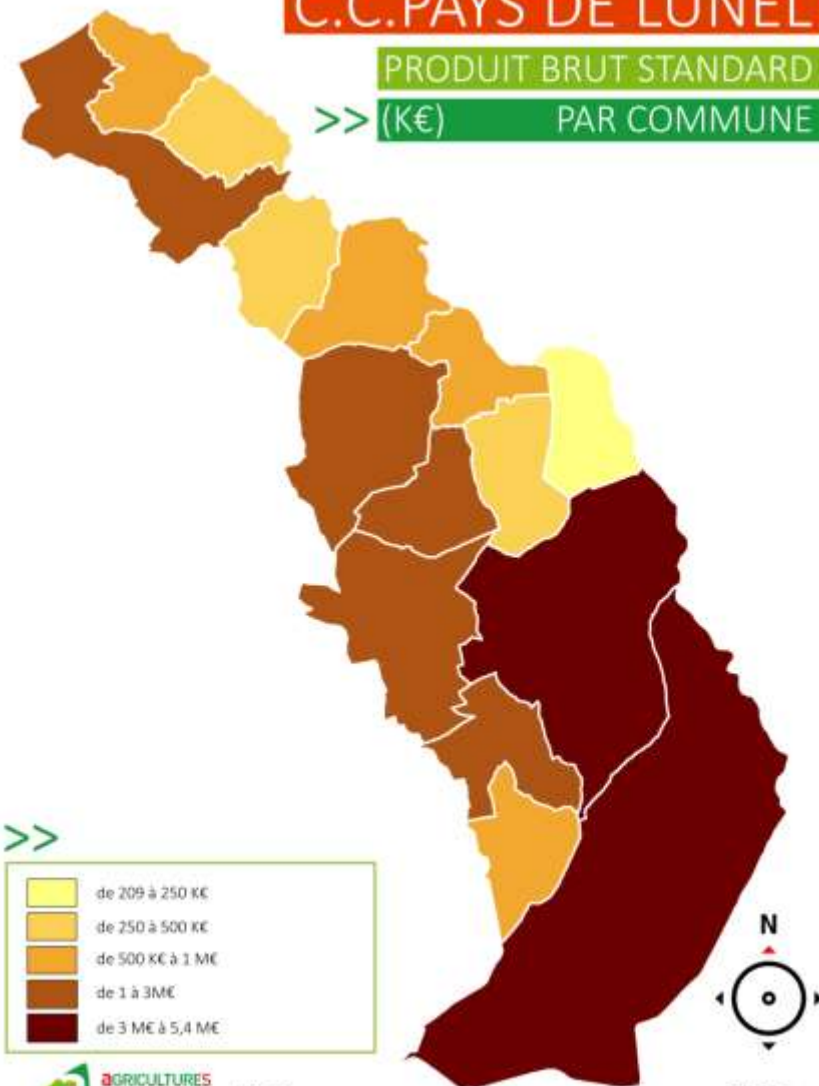 C.C.PAYS DE LUNEL
PRODUIT BRUT STANDARD
>> (K€) PAR COMMUNE
>>
de 209 à 250 K€
de 250 à 500 K€
de 500 K€ à 1 M€
de 1 à 3M€
de 3 M€ à 5,4 M€
N
aGRICULTURES